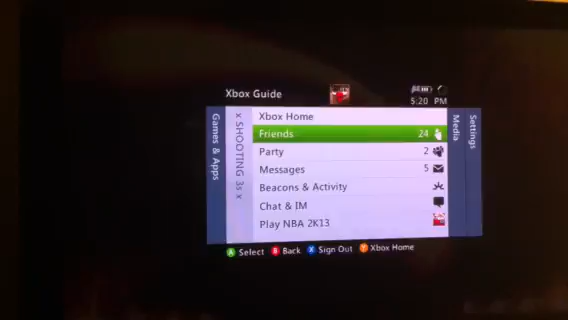 Xbox Guide
5:20 PM
Games & Apps
x SHOOTING 3s x
Xbox Home
Friends 24
Party 2
Messages 5
Beacons & Activity
Chat & IM
Play NBA 2K13
Media
Settings
A Select B Back X Sign Out Y Xbox Home